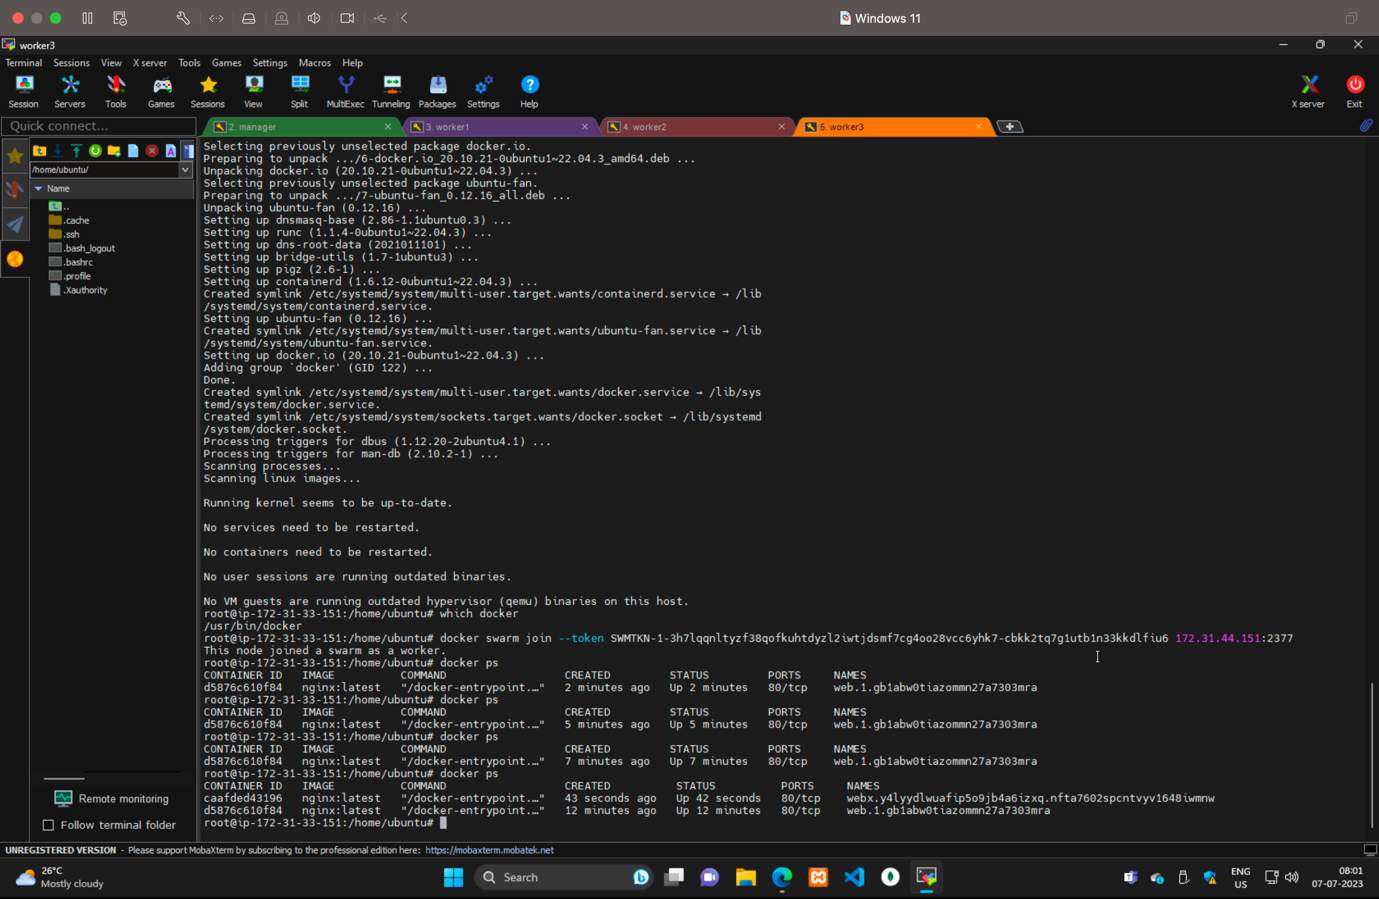 Windows 11
worker3
Terminal Sessions View X server Tools Games Settings Macros Help
Session Servers Tools Games Sessions View Split MultiExec Tunneling Packages Settings Help X server Exit
Quick connect...
2. manager
3. worker1
4. worker2
5. worker3
/home/ubuntu/
Name
..
.cache
.ssh
.bash_logout
.bashrc
.profile
.Xauthority
Remote monitoring
Follow terminal folder
Selecting previously unselected package docker.io.
Preparing to unpack .../6-docker.io_20.10.21-0ubuntu1~22.04.3_amd64.deb ...
Unpacking docker.io (20.10.21-0ubuntu1~22.04.3) ...
Selecting previously unselected package ubuntu-fan.
Preparing to unpack .../7-ubuntu-fan_0.12.16_all.deb ...
Unpacking ubuntu-fan (0.12.16) ...
Setting up dnsmasq-base (2.86-1.1ubuntu0.3) ...
Setting up runc (1.1.4-0ubuntu1~22.04.3) ...
Setting up dns-root-data (2021011101) ...
Setting up bridge-utils (1.7-1ubuntu3) ...
Setting up pigz (2.6-1) ...
Setting up containerd (1.6.12-0ubuntu1~22.04.3) ...
Created symlink /etc/systemd/system/multi-user.target.wants/containerd.service → /lib
/systemd/system/containerd.service.
Setting up ubuntu-fan (0.12.16) ...
Created symlink /etc/systemd/system/multi-user.target.wants/ubuntu-fan.service → /lib
/systemd/system/ubuntu-fan.service.
Setting up docker.io (20.10.21-0ubuntu1~22.04.3) ...
Adding group `docker' (GID 122) ...
Done.
Created symlink /etc/systemd/system/multi-user.target.wants/docker.service → /lib/sys
temd/system/docker.service.
Created symlink /etc/systemd/system/sockets.target.wants/docker.socket → /lib/systemd
/system/docker.socket.
Processing triggers for dbus (1.12.20-2ubuntu4.1) ...
Processing triggers for man-db (2.10.2-1) ...
Scanning processes...
Scanning linux images...
Running kernel seems to be up-to-date.
No services need to be restarted.
No containers need to be restarted.
No user sessions are running outdated binaries.
No VM guests are running outdated hypervisor (qemu) binaries on this host.
root@ip-172-31-33-151:/home/ubuntu# which docker
/usr/bin/docker
root@ip-172-31-33-151:/home/ubuntu# docker swarm join --token SWMTKN-1-3h7lqqnltyzf38qofkuhtdyzl2iwtjdsmf7cg4oo28vcc6yhk7-cbkk2tq7g1utb1n33kkdlfiu6 172.31.44.151:2377
This node joined a swarm as a worker.
root@ip-172-31-33-151:/home/ubuntu# docker ps
CONTAINER ID IMAGE COMMAND CREATED STATUS PORTS NAMES
d5876c610f84 nginx:latest "/docker-entrypoint.…" 2 minutes ago Up 2 minutes 80/tcp web.1.gb1abw0tiazommn27a7303mra
root@ip-172-31-33-151:/home/ubuntu# docker ps
CONTAINER ID IMAGE COMMAND CREATED STATUS PORTS NAMES
d5876c610f84 nginx:latest "/docker-entrypoint.…" 5 minutes ago Up 5 minutes 80/tcp web.1.gb1abw0tiazommn27a7303mra
root@ip-172-31-33-151:/home/ubuntu# docker ps
CONTAINER ID IMAGE COMMAND CREATED STATUS PORTS NAMES
d5876c610f84 nginx:latest "/docker-entrypoint.…" 7 minutes ago Up 7 minutes 80/tcp web.1.gb1abw0tiazommn27a7303mra
root@ip-172-31-33-151:/home/ubuntu# docker ps
CONTAINER ID IMAGE COMMAND CREATED STATUS PORTS NAMES
caafded43196 nginx:latest "/docker-entrypoint.…" 43 seconds ago Up 42 seconds 80/tcp webx.y4lyydlwuafip5o9jb4a6izxq.nfta7602spcntvyv1648iwmnw
d5876c610f84 nginx:latest "/docker-entrypoint.…" 12 minutes ago Up 12 minutes 80/tcp web.1.gb1abw0tiazommn27a7303mra
root@ip-172-31-33-151:/home/ubuntu#
UNREGISTERED VERSION - Please support MobaXterm by subscribing to the professional edition here: https://mobaxterm.mobatek.net
26°C
Mostly cloudy
Search
ENG
US
08:01
07-07-2023